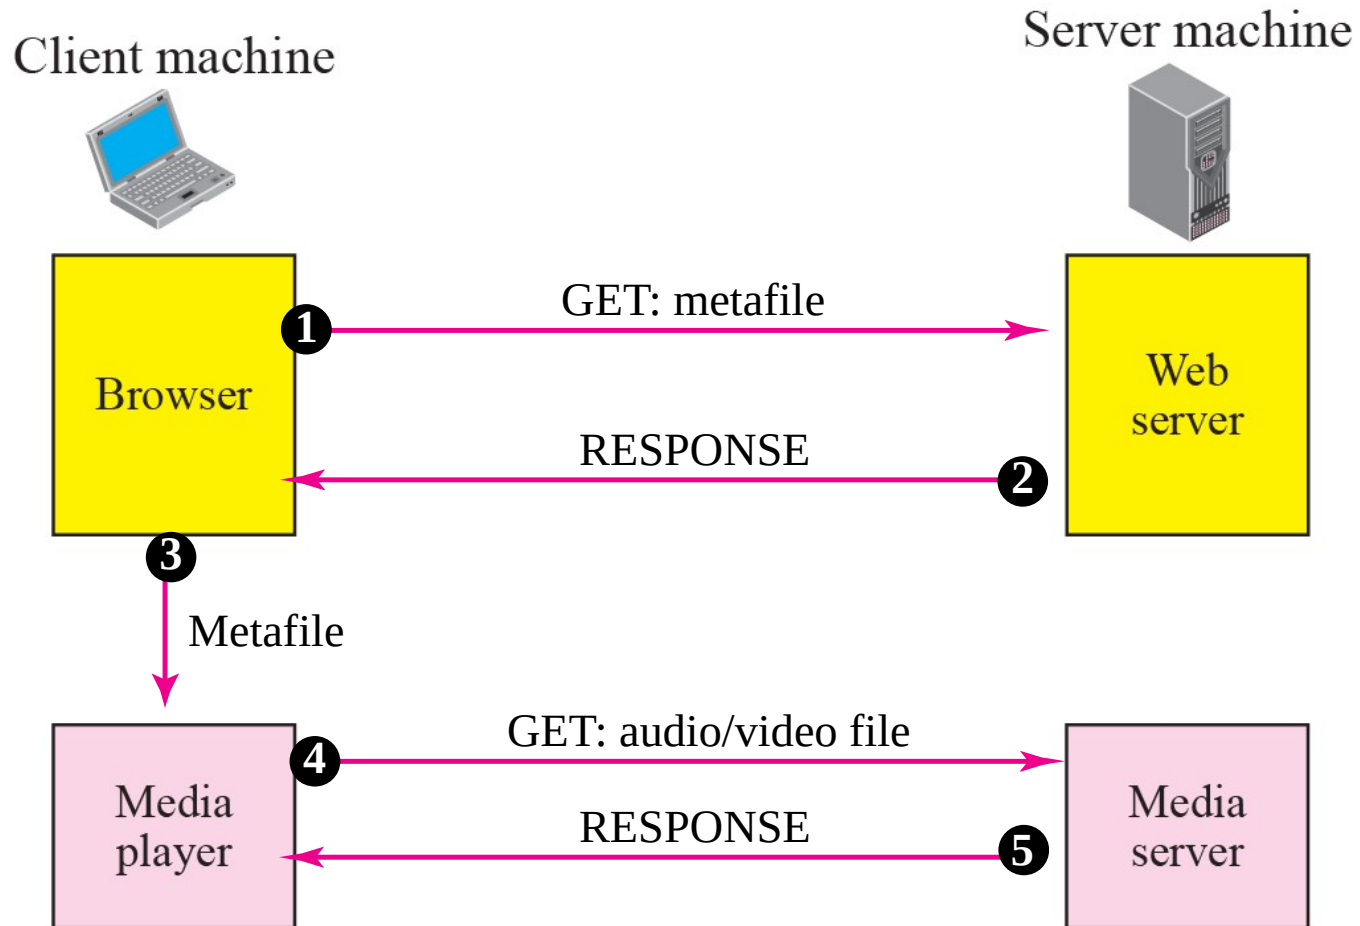 Client machine
Server machine
GET: metafile
1
Browser
Web
server
RESPONSE
2
3
Metafile
GET: audio/video file
4
Media
player
Media
server
RESPONSE
5